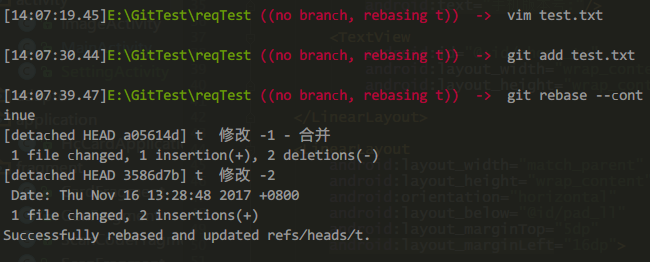 [14:07:19.45]E:\GitTest\reqTest ((no branch, rebasing t)) -> vim test.txt
[14:07:30.44]E:\GitTest\reqTest ((no branch, rebasing t)) -> git add test.txt
[14:07:39.47]E:\GitTest\reqTest ((no branch, rebasing t)) -> git rebase --cont
inue
[detached HEAD a05614d] t 修改 -1 - 合并
1 file changed, 1 insertion(+), 2 deletions(-)
[detached HEAD 3586d7b] t 修改 -2
Date: Thu Nov 16 13:28:48 2017 +0800
1 file changed, 2 insertions(+)
Successfully rebased and updated refs/heads/t.